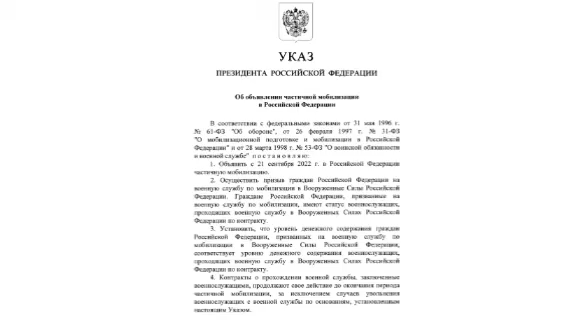 УКАЗ
ПРЕЗИДЕНТА РОССИЙСКОЙ ФЕДЕРАЦИИ
Об объявлении частичной мобилизации
в Российской Федерации
В соответствии с федеральными законами от 31 мая 1996 г.
№ 61-ФЗ "Об обороне", от 26 февраля 1997 г. № 31-ФЗ
"О мобилизационной подготовке и мобилизации в Российской
Федерации" и от 28 марта 1998 г. № 53-ФЗ "О воинской обязанности
и военной службе" п о с т а н о в л я ю:
1. Объявить с 21 сентября 2022 г. в Российской Федерации
частичную мобилизацию.
2. Осуществить призыв граждан Российской Федерации на
военную службу по мобилизации в Вооруженные Силы Российской
Федерации. Граждане Российской Федерации, призванные на
военную службу по мобилизации, имеют статус военнослужащих,
проходящих военную службу в Вооруженных Силах Российской
Федерации по контракту.
3. Установить, что уровень денежного содержания граждан
Российской Федерации, призванных на военную службу по
мобилизации в Вооруженные Силы Российской Федерации,
соответствует уровню денежного содержания военнослужащих,
проходящих военную службу в Вооруженных Силах Российской
Федерации по контракту.
4. Контракты о прохождении военной службы, заключенные
военнослужащими, продолжают свое действие до окончания периода
частичной мобилизации, за исключением случаев увольнения
военнослужащих с военной службы по основаниям, установленным
настоящим Указом.